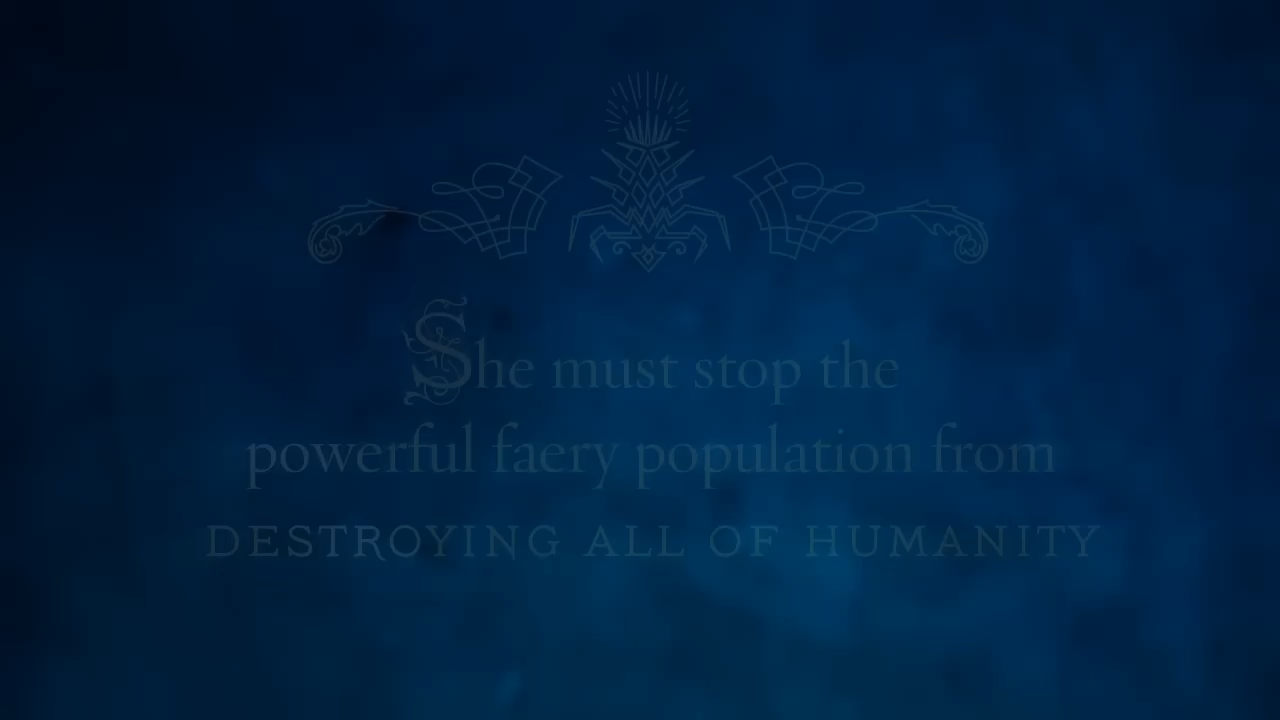 She must stop the
powerful faery population from
DESTROYING ALL OF HUMANITY